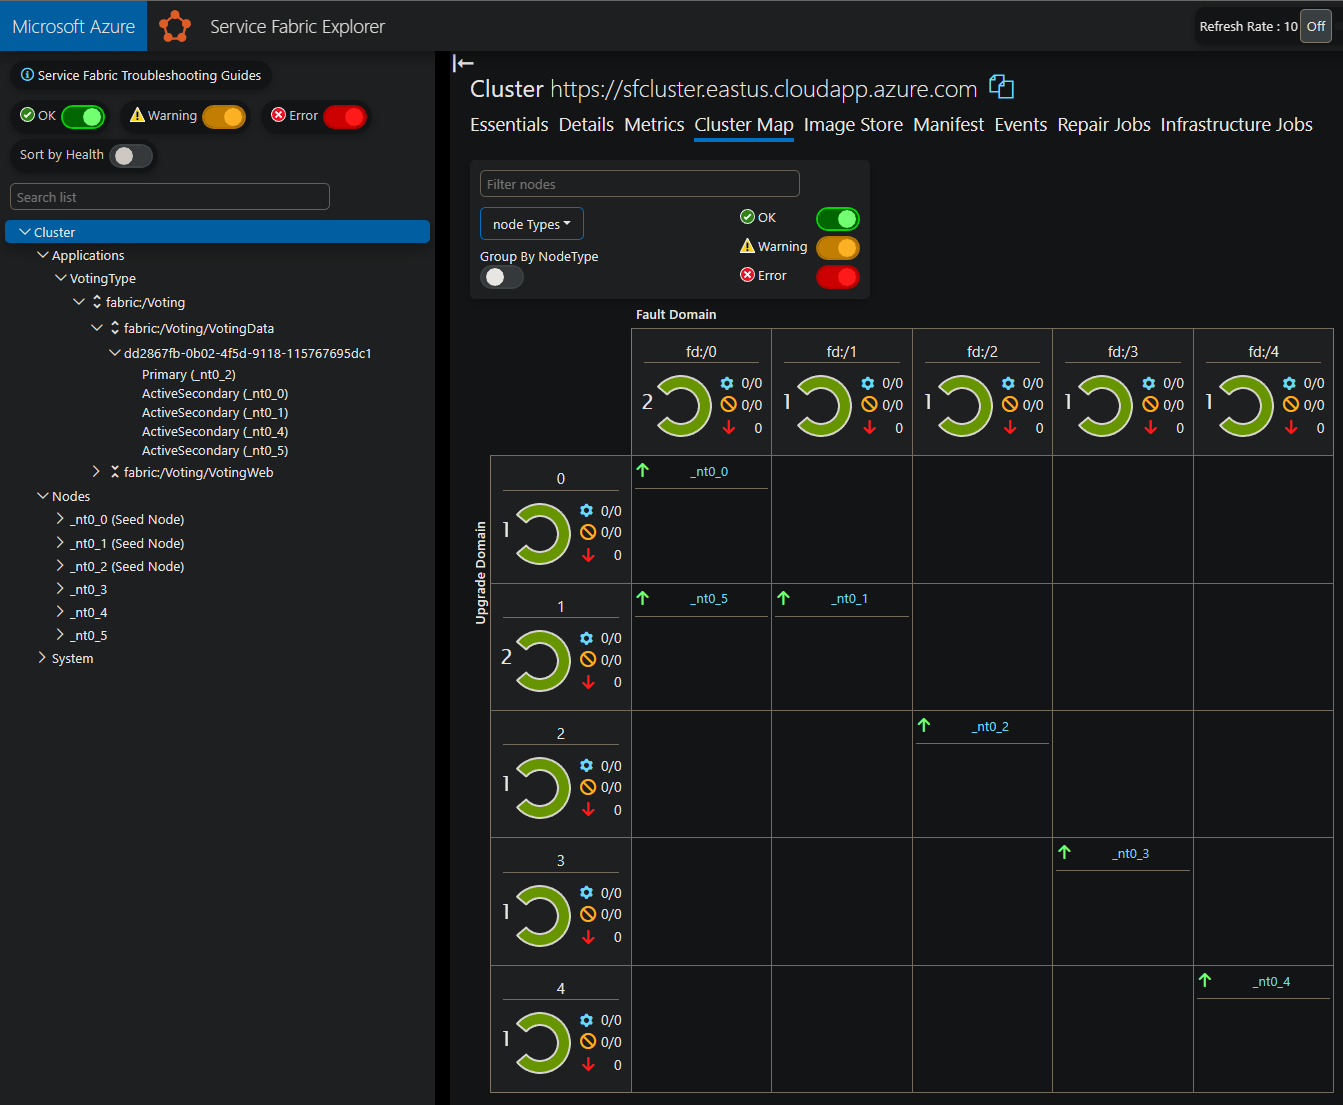 Microsoft Azure
Service Fabric Explorer
Refresh Rate : 10 Off
Service Fabric Troubleshooting Guides
OK
Warning
Error
Sort by Health
Search list
Cluster
Applications
VotingType
fabric:/Voting
fabric:/Voting/VotingData
dd2867fb-0b02-4f5d-9118-115767695dc1
Primary (_nt0_2)
ActiveSecondary (_nt0_0)
ActiveSecondary (_nt0_1)
ActiveSecondary (_nt0_4)
ActiveSecondary (_nt0_5)
fabric:/Voting/VotingWeb
Nodes
_nt0_0 (Seed Node)
_nt0_1 (Seed Node)
_nt0_2 (Seed Node)
_nt0_3
_nt0_4
_nt0_5
System
Cluster https://sfcluster.eastus.cloudapp.azure.com
Essentials Details Metrics Cluster Map Image Store Manifest Events Repair Jobs Infrastructure Jobs
Filter nodes
node Types
Group By NodeType
OK
Warning
Error
Fault Domain
fd:/0
2
0/0
0/0
0
fd:/1
1
0/0
0/0
0
fd:/2
1
0/0
0/0
0
fd:/3
1
0/0
0/0
0
fd:/4
1
0/0
0/0
0
Upgrade Domain
0
1
0/0
0/0
0
_nt0_0
1
2
0/0
0/0
0
_nt0_5
_nt0_1
2
1
0/0
0/0
0
_nt0_2
3
1
0/0
0/0
0
_nt0_3
4
1
0/0
0/0
0
_nt0_4